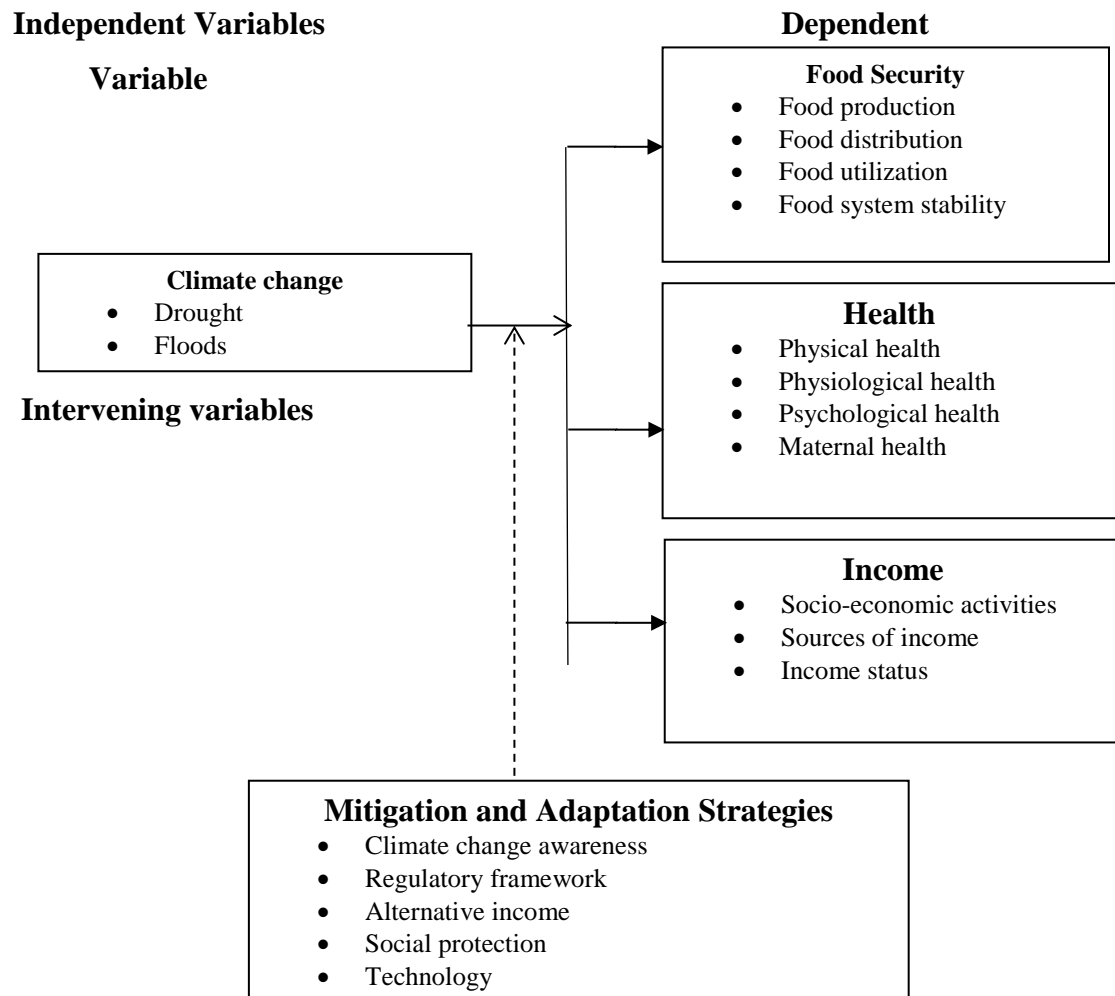 Independent Variables
Dependent
Variable
Food Security
• Food production
• Food distribution
• Food utilization
• Food system stability
Climate change
• Drought
• Floods
Intervening variables
Health
• Physical health
• Physiological health
• Psychological health
• Maternal health
Income
• Socio-economic activities
• Sources of income
• Income status
Mitigation and Adaptation Strategies
• Climate change awareness
• Regulatory framework
• Alternative income
• Social protection
• Technology